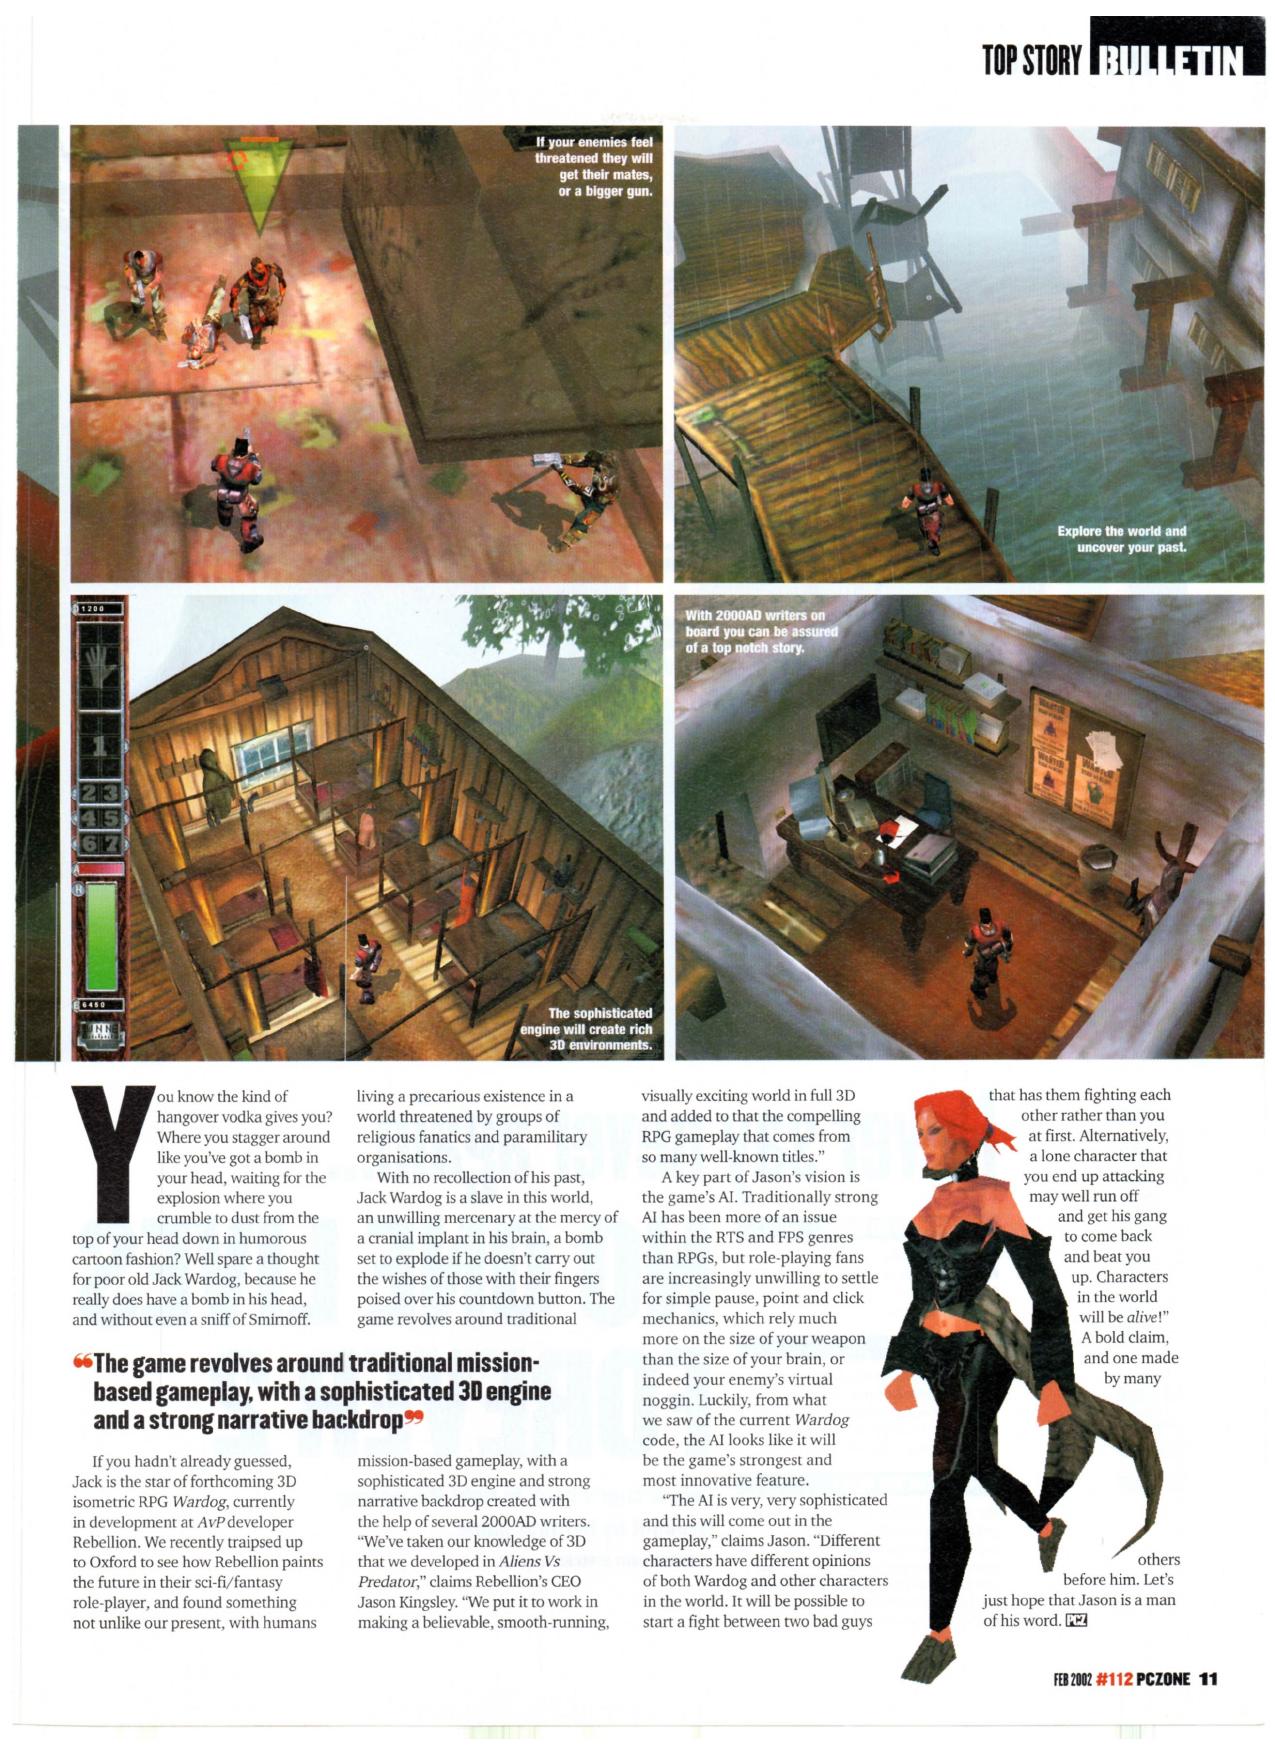 TOP STORY BULLETIN
If your enemies feel
threatened they will
get their mates,
or a bigger gun.
Explore the world and
uncover your past.
1200
1
2 3
4 5
6 7
A
H
E 6450
The sophisticated
engine will create rich
3D environments.
With 2000AD writers on
board you can be assured
of a top notch story.
WANTED
WANTED
WANTED
You know the kind of
hangover vodka gives you?
Where you stagger around
like you've got a bomb in
your head, waiting for the
explosion where you
crumble to dust from the
top of your head down in humorous
cartoon fashion? Well spare a thought
for poor old Jack Wardog, because he
really does have a bomb in his head,
and without even a sniff of Smirnoff.
“The game revolves around traditional mission-
based gameplay, with a sophisticated 3D engine
and a strong narrative backdrop”
If you hadn't already guessed,
Jack is the star of forthcoming 3D
isometric RPG Wardog, currently
in development at AvP developer
Rebellion. We recently traipsed up
to Oxford to see how Rebellion paints
the future in their sci-fi/fantasy
role-player, and found something
not unlike our present, with humans
living a precarious existence in a
world threatened by groups of
religious fanatics and paramilitary
organisations.
With no recollection of his past,
Jack Wardog is a slave in this world,
an unwilling mercenary at the mercy of
a cranial implant in his brain, a bomb
set to explode if he doesn't carry out
the wishes of those with their fingers
poised over his countdown button. The
game revolves around traditional
mission-based gameplay, with a
sophisticated 3D engine and strong
narrative backdrop created with
the help of several 2000AD writers.
“We've taken our knowledge of 3D
that we developed in Aliens Vs
Predator,” claims Rebellion's CEO
Jason Kingsley. “We put it to work in
making a believable, smooth-running,
visually exciting world in full 3D
and added to that the compelling
RPG gameplay that comes from
so many well-known titles.”
A key part of Jason's vision is
the game's AI. Traditionally strong
AI has been more of an issue
within the RTS and FPS genres
than RPGs, but role-playing fans
are increasingly unwilling to settle
for simple pause, point and click
mechanics, which rely much
more on the size of your weapon
than the size of your brain, or
indeed your enemy's virtual
noggin. Luckily, from what
we saw of the current Wardog
code, the AI looks like it will
be the game's strongest and
most innovative feature.
“The AI is very, very sophisticated
and this will come out in the
gameplay,” claims Jason. “Different
characters have different opinions
of both Wardog and other characters
in the world. It will be possible to
start a fight between two bad guys
that has them fighting each
other rather than you
at first. Alternatively,
a lone character that
you end up attacking
may well run off
and get his gang
to come back
and beat you
up. Characters
in the world
will be alive!”
A bold claim,
and one made
by many
others
before him. Let's
just hope that Jason is a man
of his word. PCZ
FEB 2002 #112 PCZONE 11